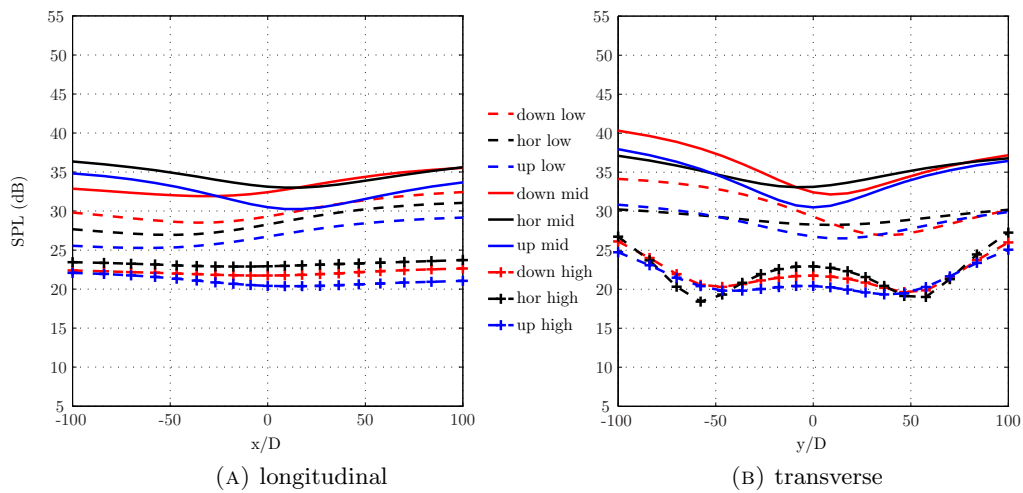 55
50
45
40
35
30
25
20
15
10
5
SPL (dB)
-100 -50 0 50 100
x/D
(A) longitudinal
down low
hor low
up low
down mid
hor mid
up mid
down high
hor high
up high
55
50
45
40
35
30
25
20
15
10
5
-100 -50 0 50 100
y/D
(B) transverse